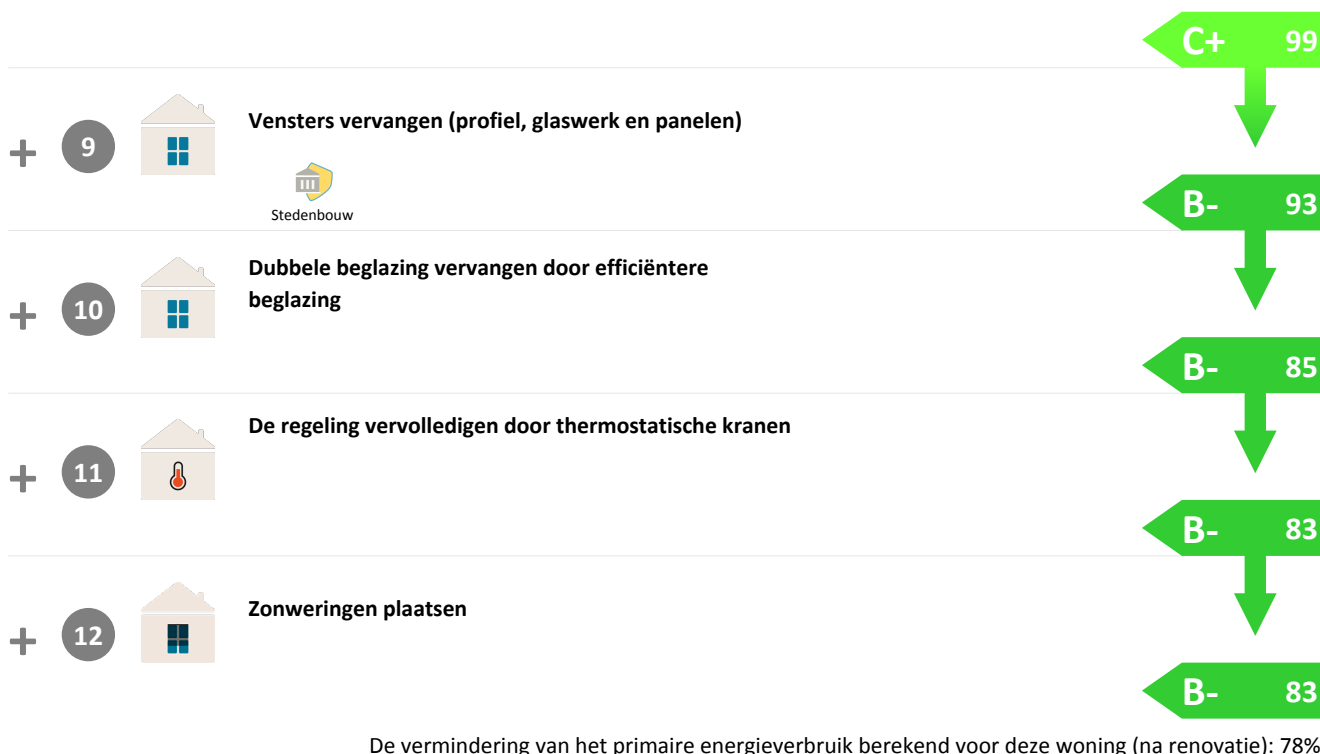 C+ 99
+ 9 Vensters vervangen (profiel, glaswerk en panelen)
Stedenbouw
B- 93
+ 10 Dubbele beglazing vervangen door efficiëntere
beglazing
B- 85
+ 11 De regeling vervolledigen door thermostatische kranen
B- 83
+ 12 Zonweringen plaatsen
B- 83
De vermindering van het primaire energieverbruik berekend voor deze woning (na renovatie): 78%